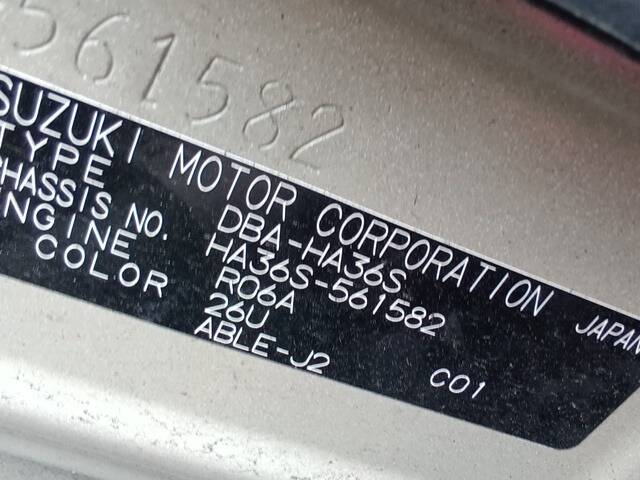 561582
SUZUKI MOTOR CORPORATION JAPAN
TYPE DBA-HA36S
CHASSIS NO. HA36S-561582
ENGINE R06A
COLOR 26U
ABLE-J2 C01